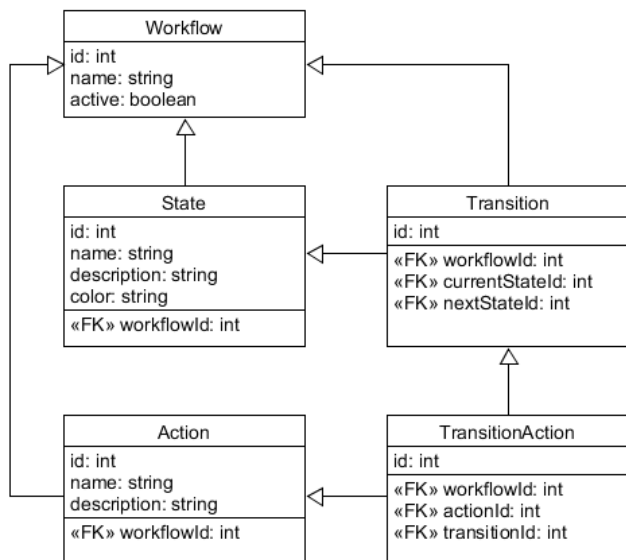 Workflow
id: int
name: string
active: boolean
State
id: int
name: string
description: string
color: string
«FK» workflowId: int
Transition
id: int
«FK» workflowId: int
«FK» currentStateId: int
«FK» nextStateId: int
Action
id: int
name: string
description: string
«FK» workflowId: int
TransitionAction
id: int
«FK» workflowId: int
«FK» actionId: int
«FK» transitionId: int